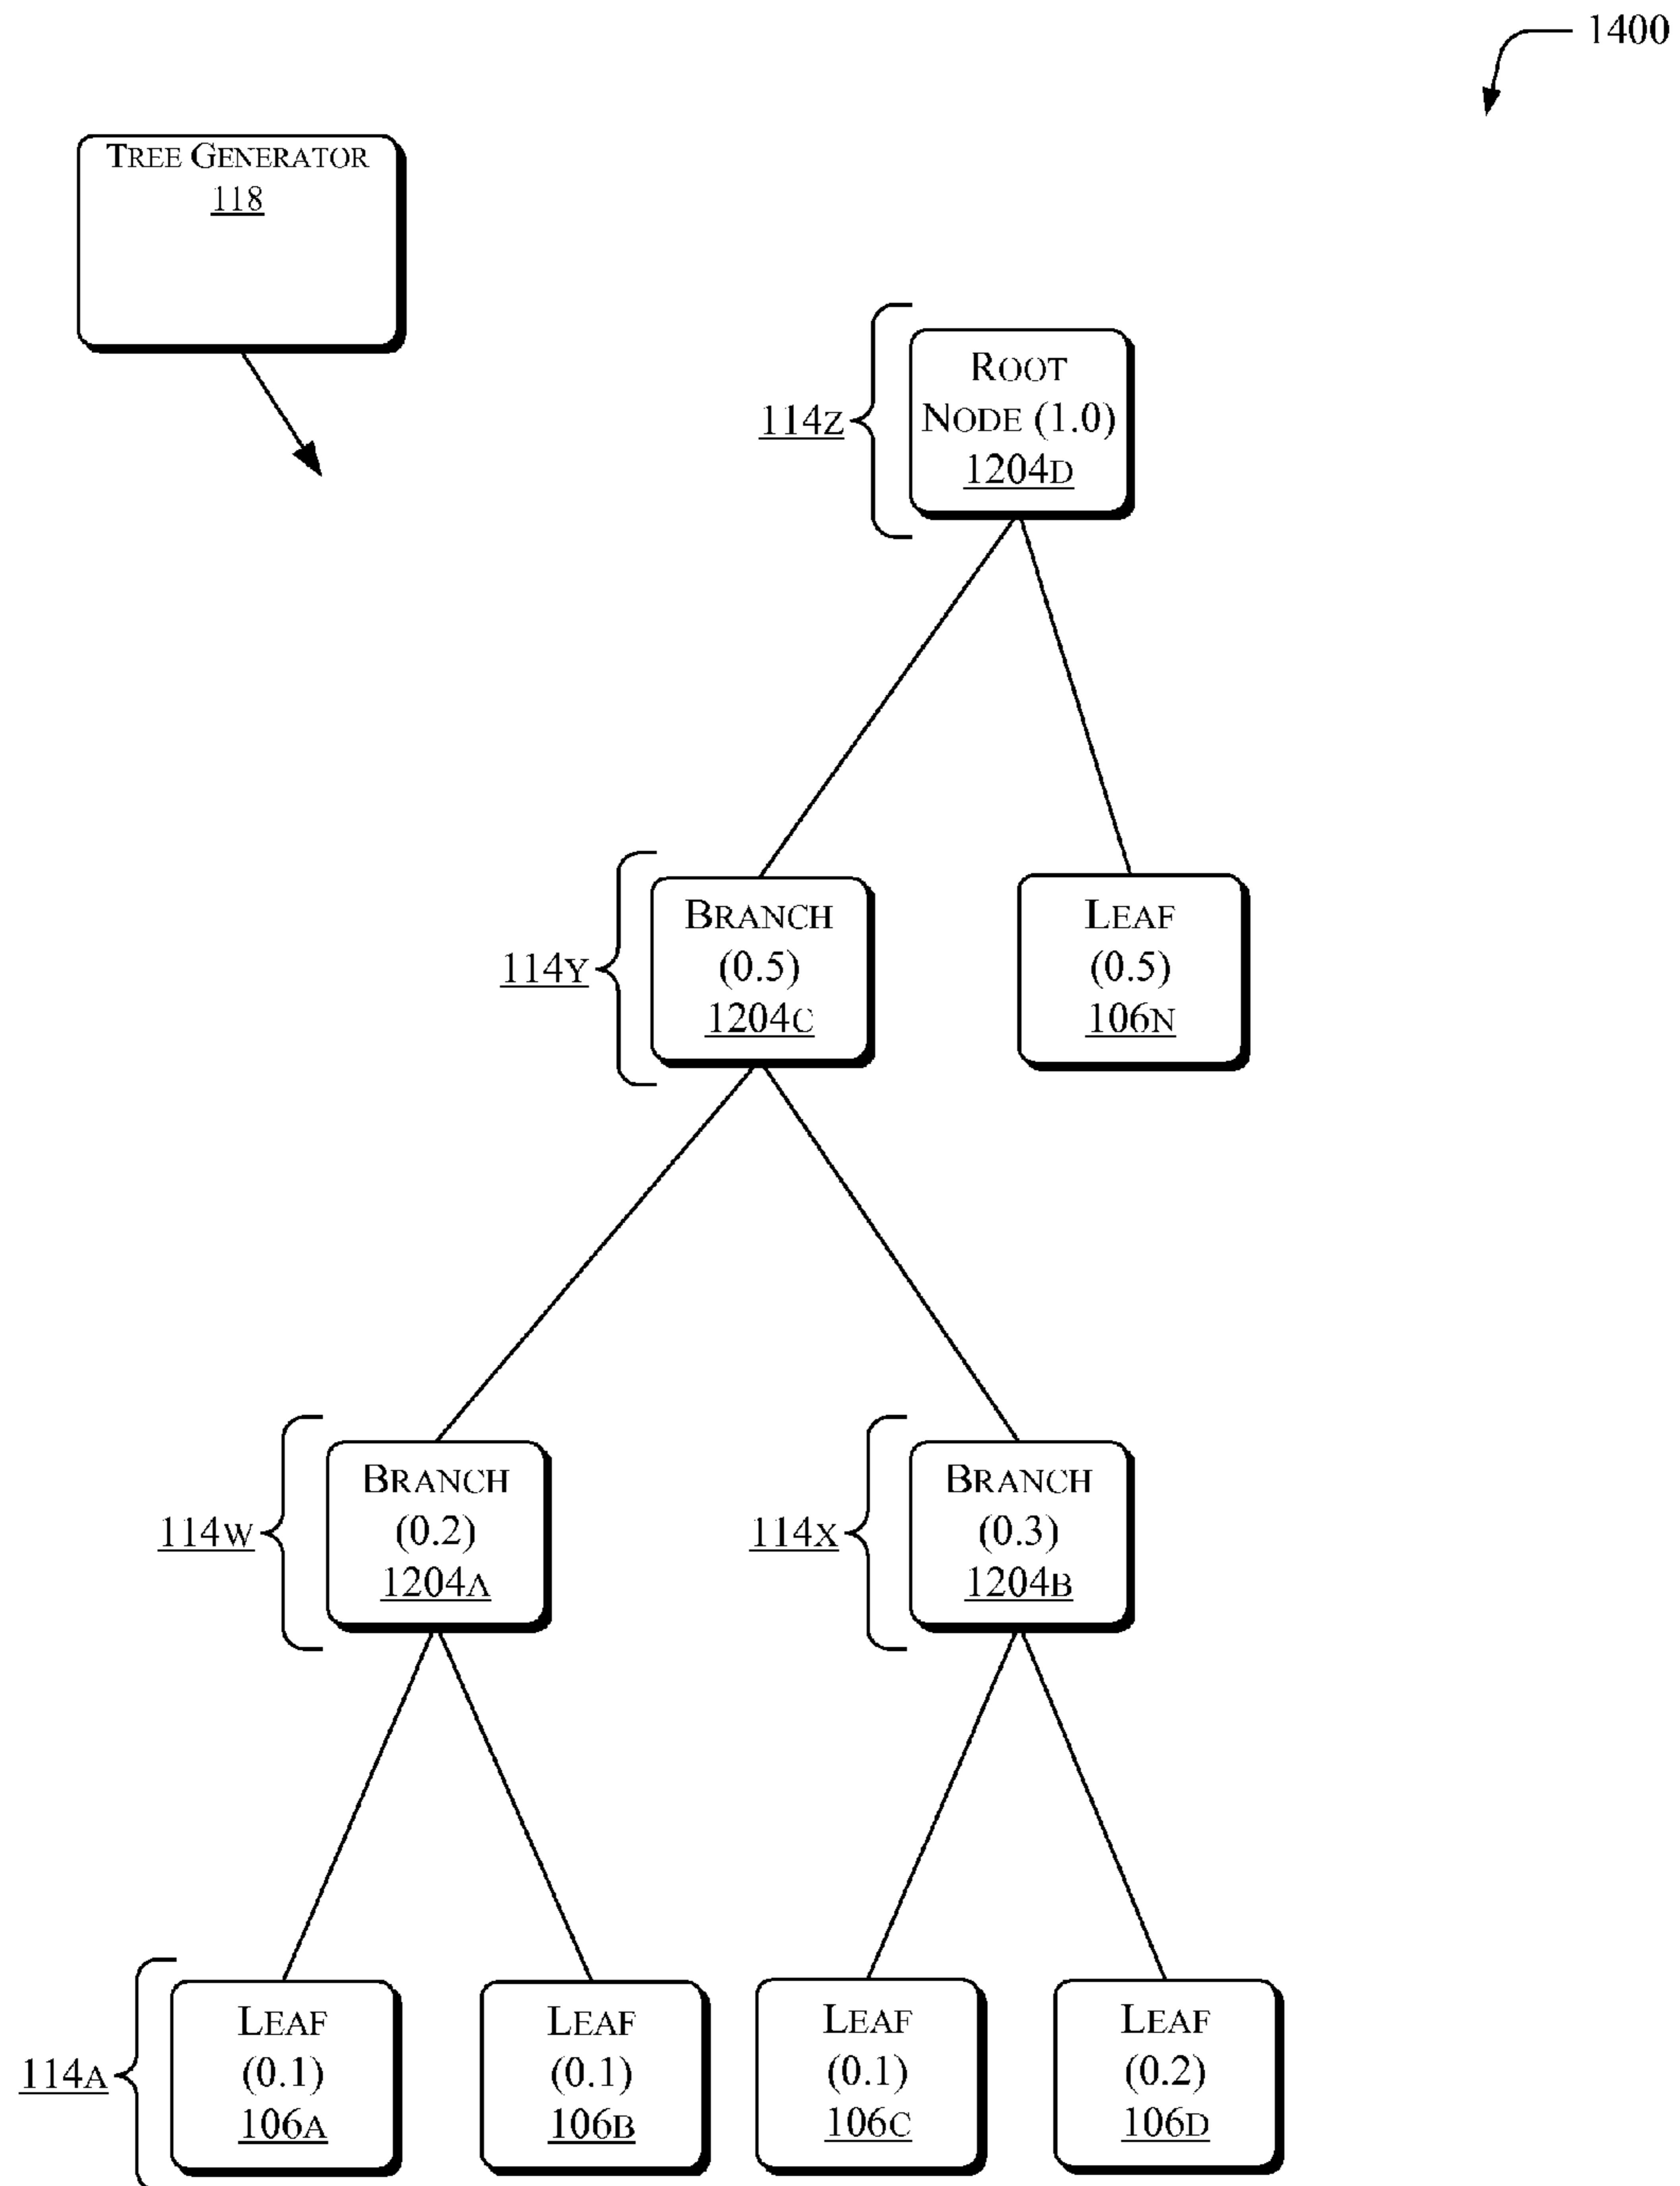 1400
TREE GENERATOR
118
ROOT
NODE (1.0)
1204D
114Z
BRANCH
(0.5)
1204C
114Y
LEAF
(0.5)
106N
BRANCH
(0.2)
1204A
114W
BRANCH
(0.3)
1204B
114X
LEAF
(0.1)
106A
114A
LEAF
(0.1)
106B
LEAF
(0.1)
106C
LEAF
(0.2)
106D